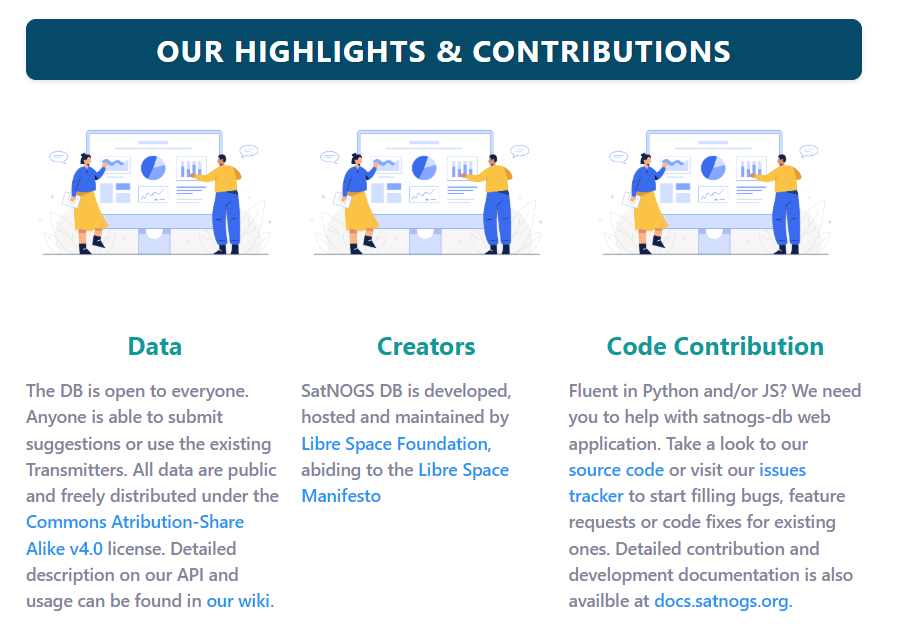 OUR HIGHLIGHTS & CONTRIBUTIONS
Data
The DB is open to everyone.
Anyone is able to submit
suggestions or use the existing
Transmitters. All data are public
and freely distributed under the
Commons Atribution-Share
Alike v4.0 license. Detailed
description on our API and
usage can be found in our wiki.
Creators
SatNOGS DB is developed,
hosted and maintained by
Libre Space Foundation,
abiding to the Libre Space
Manifesto
Code Contribution
Fluent in Python and/or JS? We need
you to help with satnogs-db web
application. Take a look to our
source code or visit our issues
tracker to start filling bugs, feature
requests or code fixes for existing
ones. Detailed contribution and
development documentation is also
availble at docs.satnogs.org.